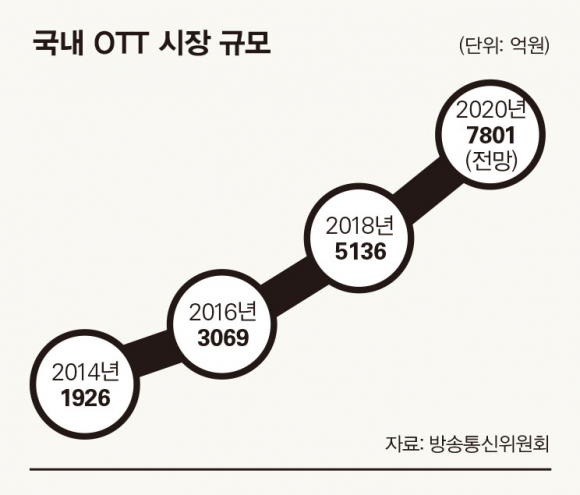 국내 OTT 시장 규모
(단위: 억원)
2020년
7801
(전망)
2018년
5136
2016년
3069
2014년
1926
자료: 방송통신위원회